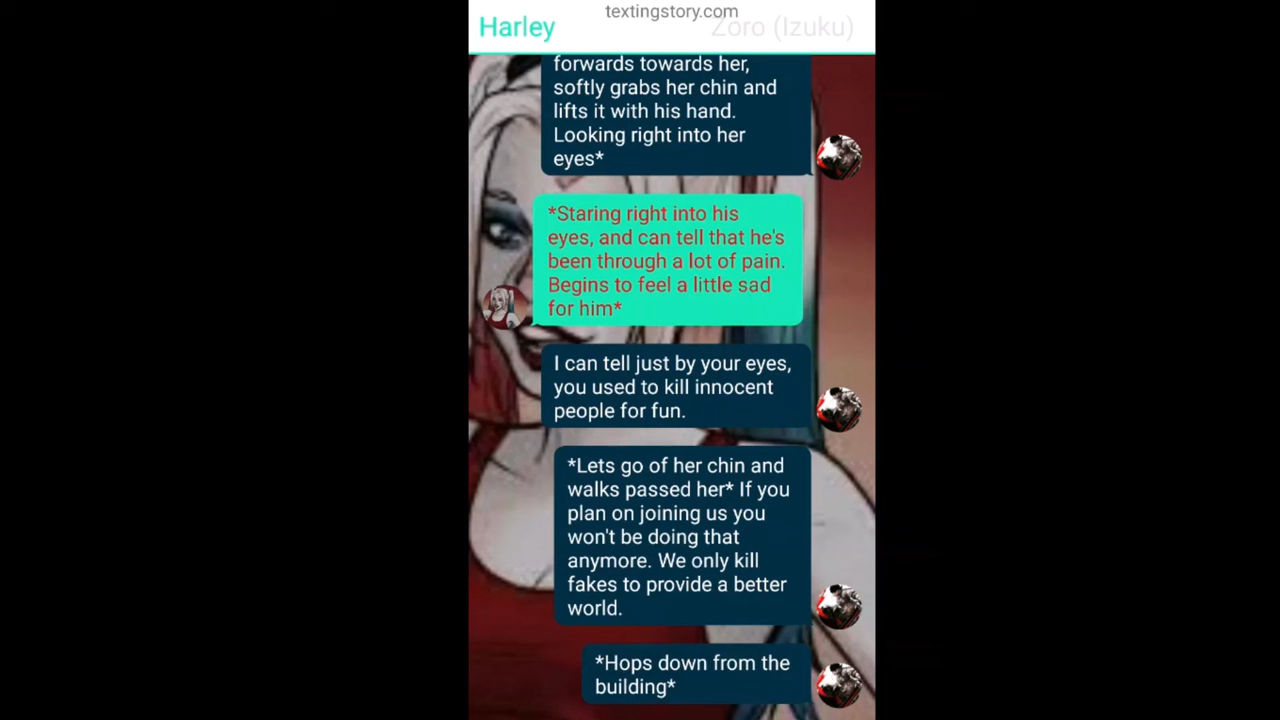 textingstory.com
Harley
Zoro (Izuku)
forwards towards her,
softly grabs her chin and
lifts it with his hand.
Looking right into her
eyes*
*Staring right into his
eyes, and can tell that he's
been through a lot of pain.
Begins to feel a little sad
for him*
I can tell just by your eyes,
you used to kill innocent
people for fun.
*Lets go of her chin and
walks passed her* If you
plan on joining us you
won't be doing that
anymore. We only kill
fakes to provide a better
world.
*Hops down from the
building*